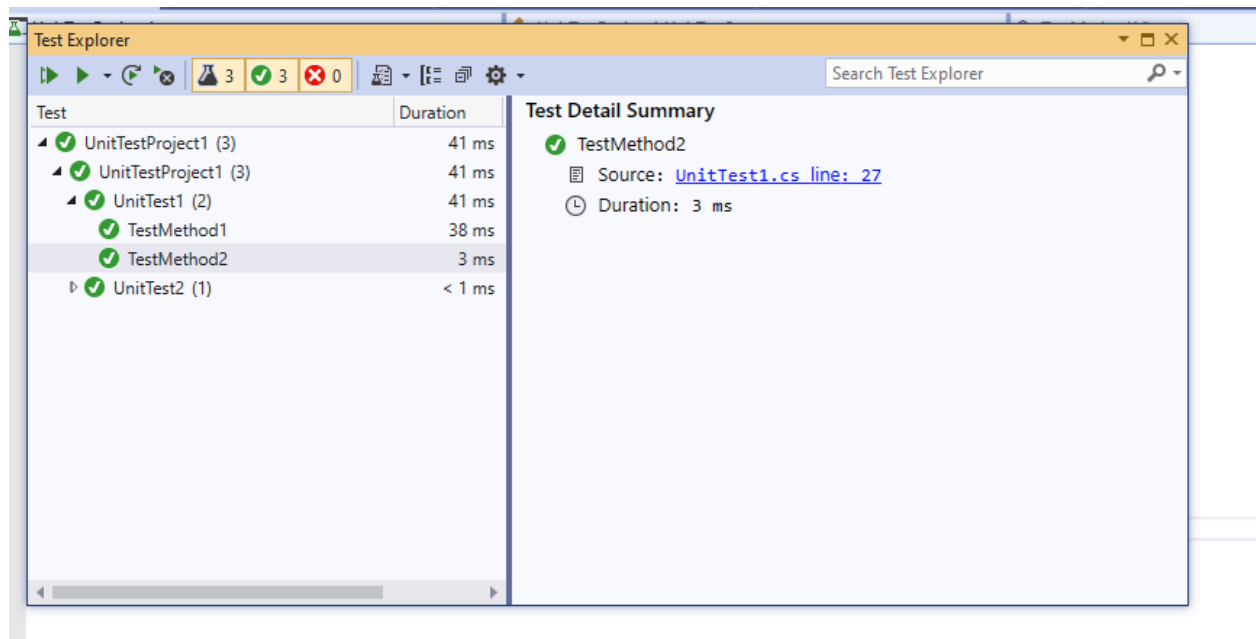 Test Explorer
3 3 0
Search Test Explorer
Test Duration
UnitTestProject1 (3) 41 ms
UnitTestProject1 (3) 41 ms
UnitTest1 (2) 41 ms
TestMethod1 38 ms
TestMethod2 3 ms
UnitTest2 (1) < 1 ms
Test Detail Summary
TestMethod2
Source: UnitTest1.cs line: 27
Duration: 3 ms